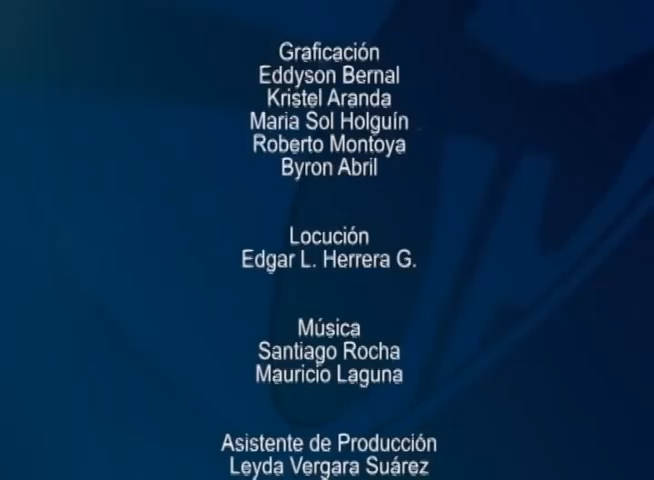 Graficación
Eddyson Bernal
Kristel Aranda
Maria Sol Holguín
Roberto Montoya
Byron Abril
Locución
Edgar L. Herrera G.
Música
Santiago Rocha
Mauricio Laguna
Asistente de Producción
Leyda Vergara Suárez